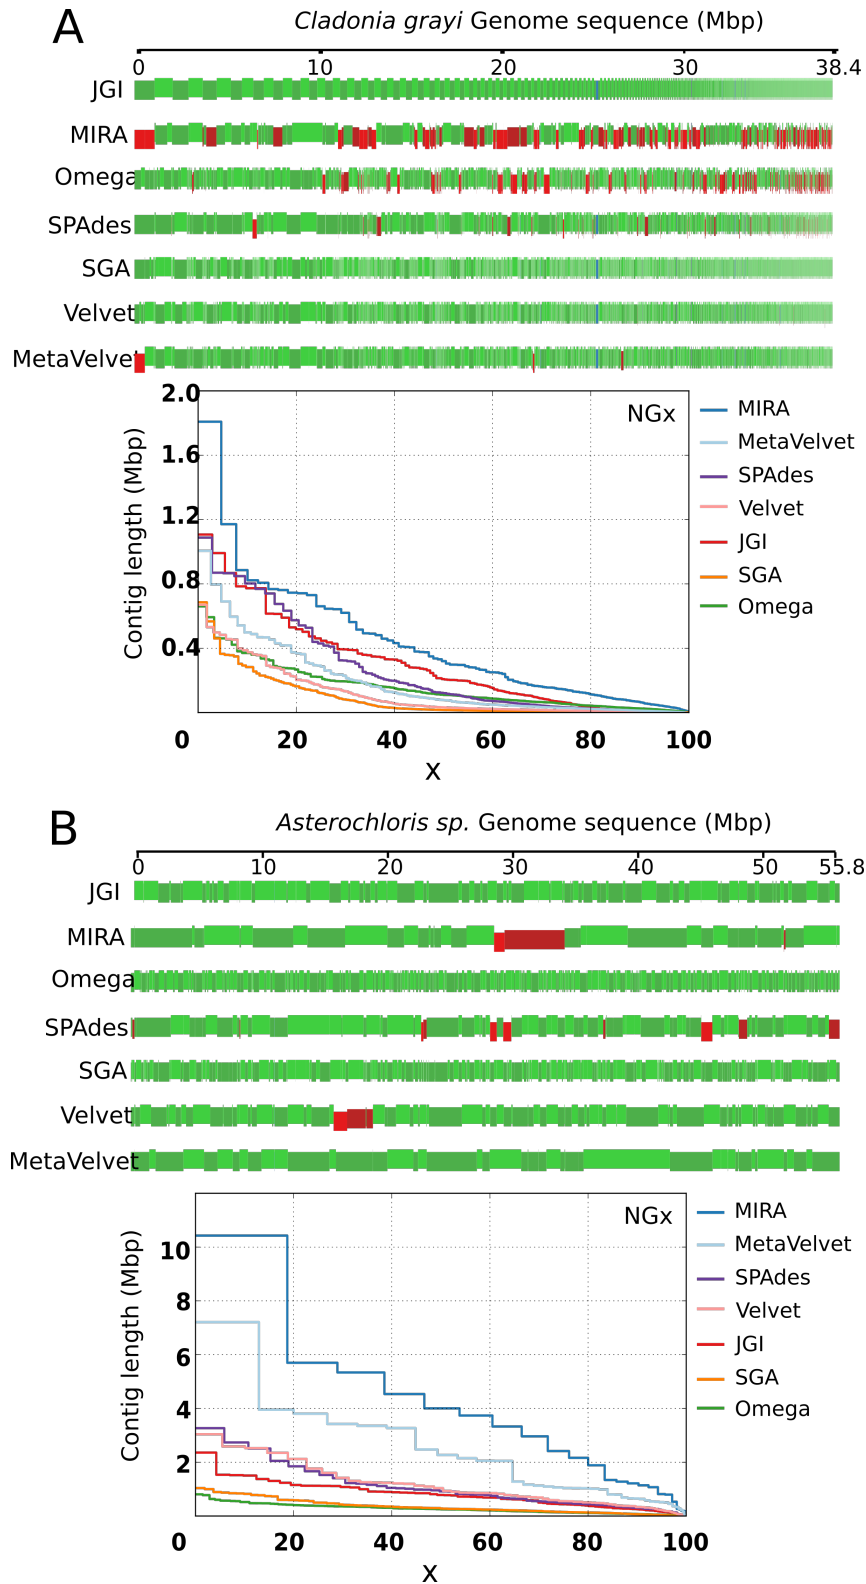 A
Cladonia grayi Genome sequence (Mbp)
0 10 20 30 38.4
JGI
MIRA
Omega
SPAdes
SGA
Velvet
MetaVelvet
2.0
1.6
1.2
0.8
0.4
Contig length (Mbp)
NGx
MIRA
MetaVelvet
SPAdes
Velvet
JGI
SGA
Omega
0 20 40 60 80 100
x
B
Asterochloris sp. Genome sequence (Mbp)
0 10 20 30 40 50 55.8
JGI
MIRA
Omega
SPAdes
SGA
Velvet
MetaVelvet
10
8
6
4
2
Contig length (Mbp)
NGx
MIRA
MetaVelvet
SPAdes
Velvet
JGI
SGA
Omega
0 20 40 60 80 100
x